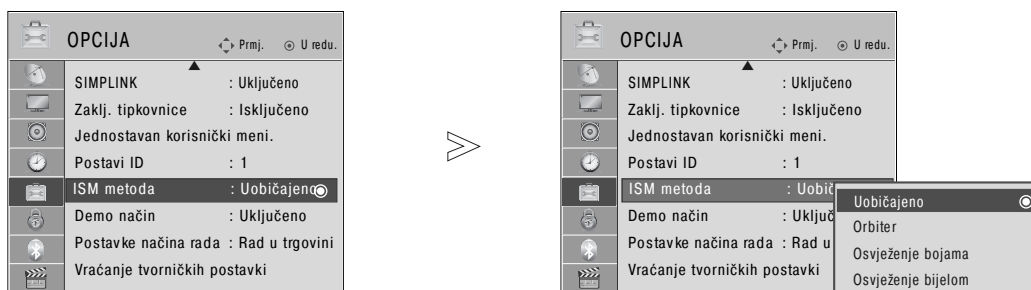 OPCIJA
Prmj. U redu.
SIMPLINK : Uključeno
Zaklj. tipkovnice : Isključeno
Jednostavan korisnički meni.
Postavi ID : 1
ISM metoda : Uobičajeno
Demo način : Uključeno
Postavke načina rada : Rad u trgovini
Vraćanje tvorničkih postavki
OPCIJA
Prmj. U redu.
SIMPLINK : Uključeno
Zaklj. tipkovnice : Isključeno
Jednostavan korisnički meni.
Postavi ID : 1
ISM metoda : Uobič
Demo način : Uključ
Postavke načina rada : Rad u
Vraćanje tvorničkih postavki
Uobičajeno
Orbiter
Osvježenje bojama
Osvježenje bijelom